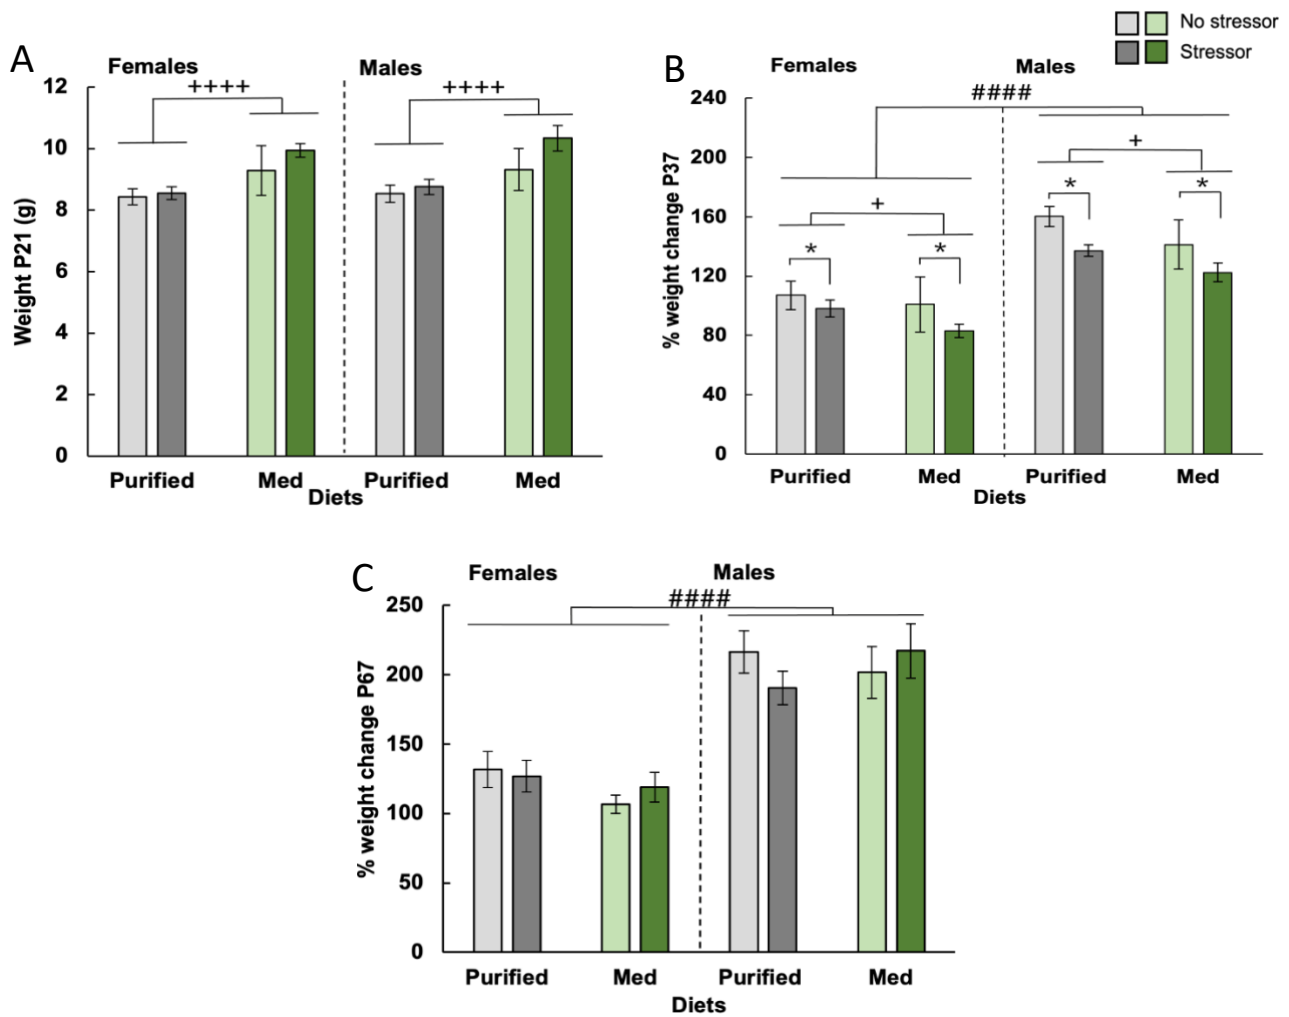 No stressor
Stressor
A
Females
Males
++++
++++
12
10
8
6
4
2
0
Weight P21 (g)
Purified
Med
Purified
Med
Diets
B
Females
Males
####
+
+
*
*
*
*
240
200
160
120
80
40
0
% weight change P37
Purified
Med
Purified
Med
Diets
C
Females
Males
####
250
200
150
100
50
0
% weight change P67
Purified
Med
Purified
Med
Diets